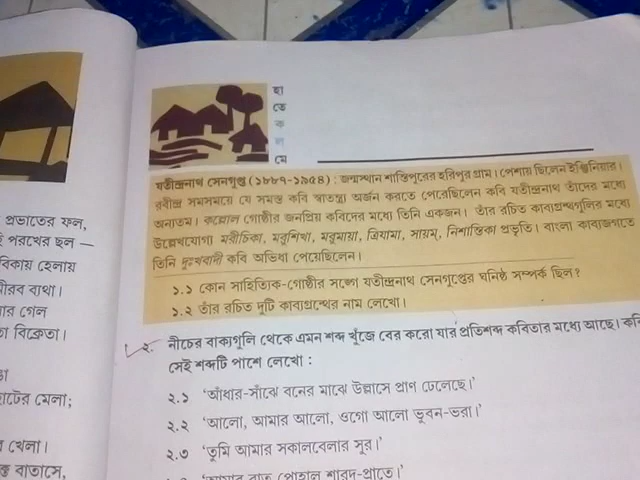 প্রভাতের ফল,
পরখের ছল —
বিকায় হেলায়
নীরব ব্যথা।
গেল
বিক্রেতা।
হাটের মেলা;
খেলা।
বাতাসে,
হা
তে
ক
ল
মে
যতীন্দ্রনাথ সেনগুপ্ত (১৮৮৭-১৯৫৪) : জন্মস্থান শান্তিপুরের হরিপুর গ্রাম। পেশায় ছিলেন ইঞ্জিনিয়ার।
রবীন্দ্র সমসময়ে যে সমস্ত কবি স্বাতন্ত্র্য অর্জন করতে পেরেছিলেন কবি যতীন্দ্রনাথ তাঁদের মধ্যে
অন্যতম। কল্লোল গোষ্ঠীর জনপ্রিয় কবিদের মধ্যে তিনি একজন। তাঁর রচিত কাব্যগ্রন্থগুলির মধ্যে
উল্লেখযোগ্য মরীচিকা, মরুশিখা, মরুমায়া, ত্রিযামা, সায়ম্, নিশান্তিকা প্রভৃতি। বাংলা কাব্যজগতে
তিনি দুঃখবাদী কবি অভিধা পেয়েছিলেন।
১.১ কোন সাহিত্যিক-গোষ্ঠীর সঙ্গে যতীন্দ্রনাথ সেনগুপ্তের ঘনিষ্ঠ সম্পর্ক ছিল?
১.২ তাঁর রচিত দুটি কাব্যগ্রন্থের নাম লেখো।
২. নীচের বাক্যগুলি থেকে এমন শব্দ খুঁজে বের করো যার প্রতিশব্দ কবিতার মধ্যে আছে। কবি
সেই শব্দটি পাশে লেখো :
২.১ ‘আঁধার-সাঁঝে বনের মাঝে উল্লাসে প্রাণ ঢেলেছে।’
২.২ ‘আলো, আমার আলো, ওগো আলো ভুবন-ভরা।’
২.৩ ‘তুমি আমার সকালবেলার সুর।’
‘আমার রাত পোহাল শারদ-প্রাতে।’